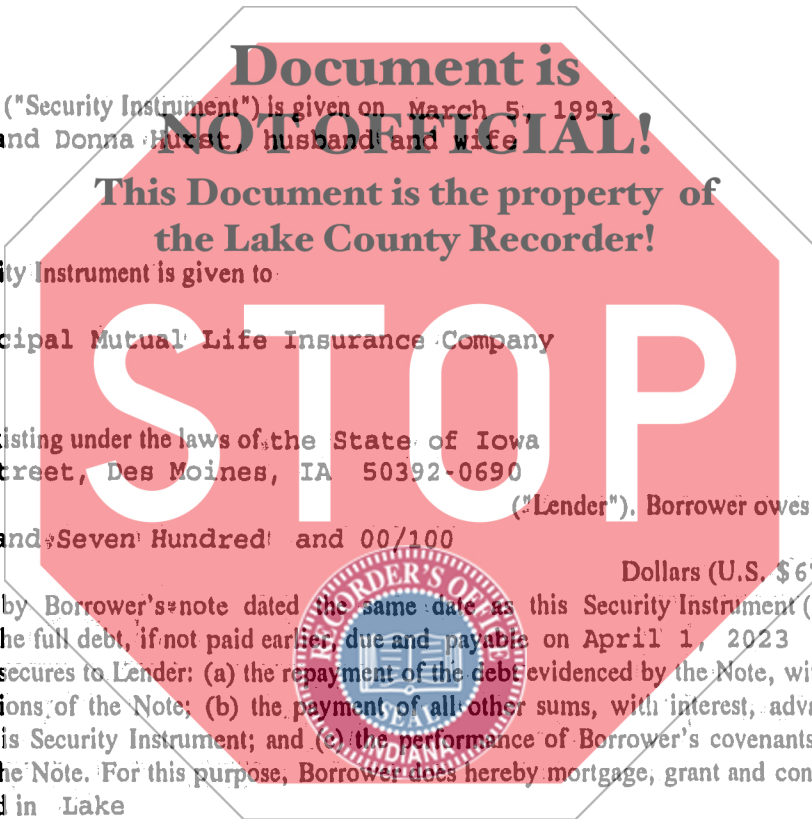 Document is
("Security Instrument") is given on March 5, 1993
NOT OFFICIAL!
and Donna Hurst, husband and wife
This Document is the property of
the Lake County Recorder!
ity Instrument is given to
cipal Mutual Life Insurance Company
STOP
isting under the laws of the State of Iowa
treet, Des Moines, IA 50392-0690
("Lender"). Borrower owes
and Seven Hundred and 00/100
Dollars (U.S. $6
by Borrower's note dated the same date as this Security Instrument (
he full debt, if not paid earlier, due and payable on April 1, 2023
secures to Lender: (a) the repayment of the debt evidenced by the Note, wi
ions of the Note; (b) the payment of all other sums, with interest, adva
is Security Instrument; and (c) the performance of Borrower's covenants
he Note. For this purpose, Borrower does hereby mortgage, grant and con
d in Lake
RECORDER'S OFFICE
SEAL
INDIANA